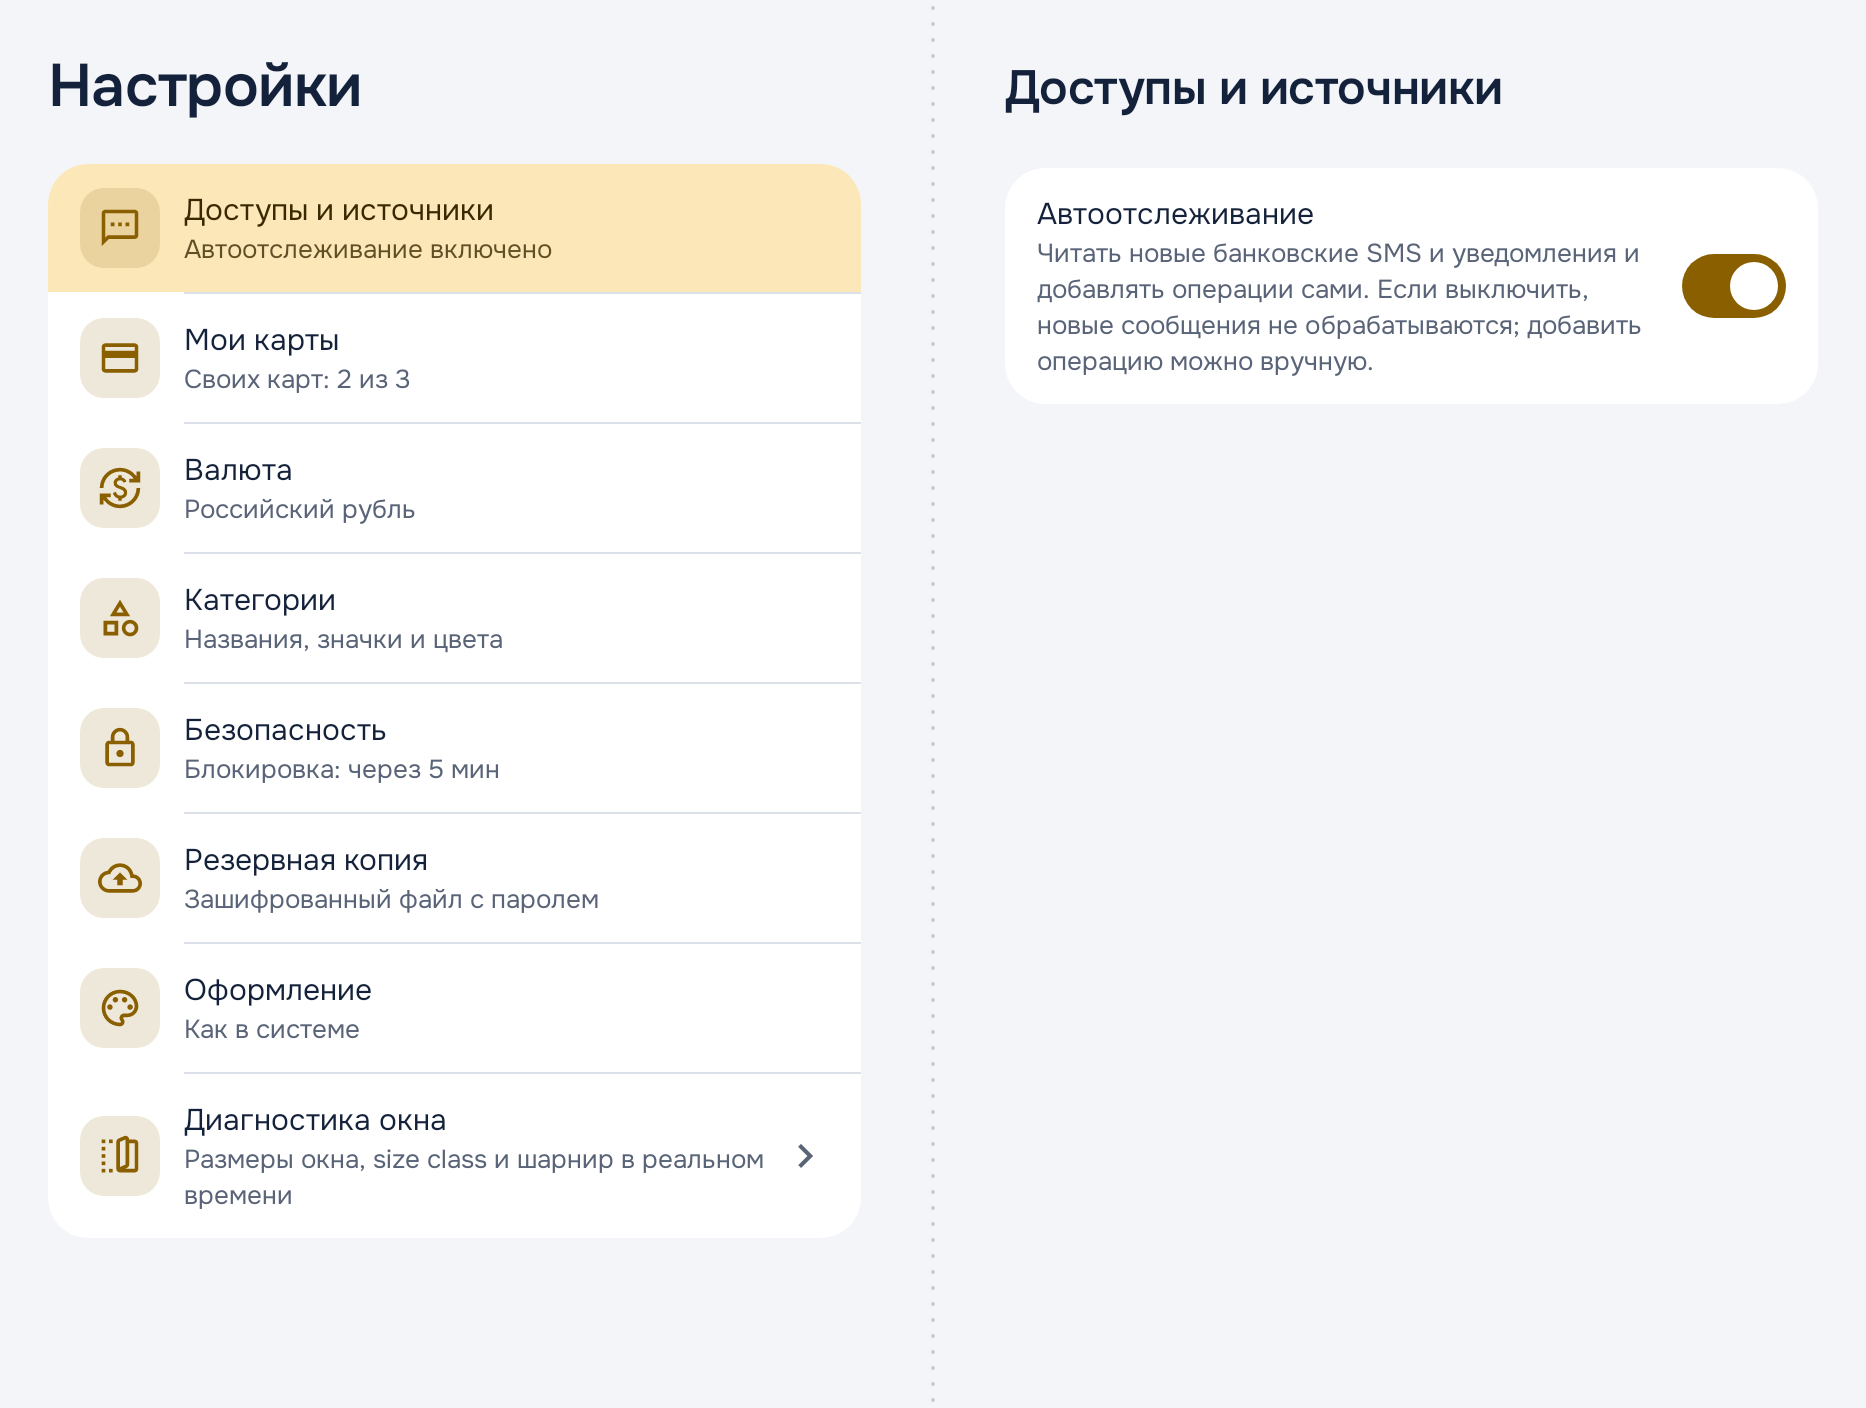 Настройки
Доступы и источники
Автоотслеживание включено
Мои карты
Своих карт: 2 из 3
Валюта
Российский рубль
Категории
Названия, значки и цвета
Безопасность
Блокировка: через 5 мин
Резервная копия
Зашифрованный файл с паролем
Оформление
Как в системе
Диагностика окна
Размеры окна, size class и шарнир в реальном
времени
Доступы и источники
Автоотслеживание
Читать новые банковские SMS и уведомления и
добавлять операции сами. Если выключить,
новые сообщения не обрабатываются; добавить
операцию можно вручную.